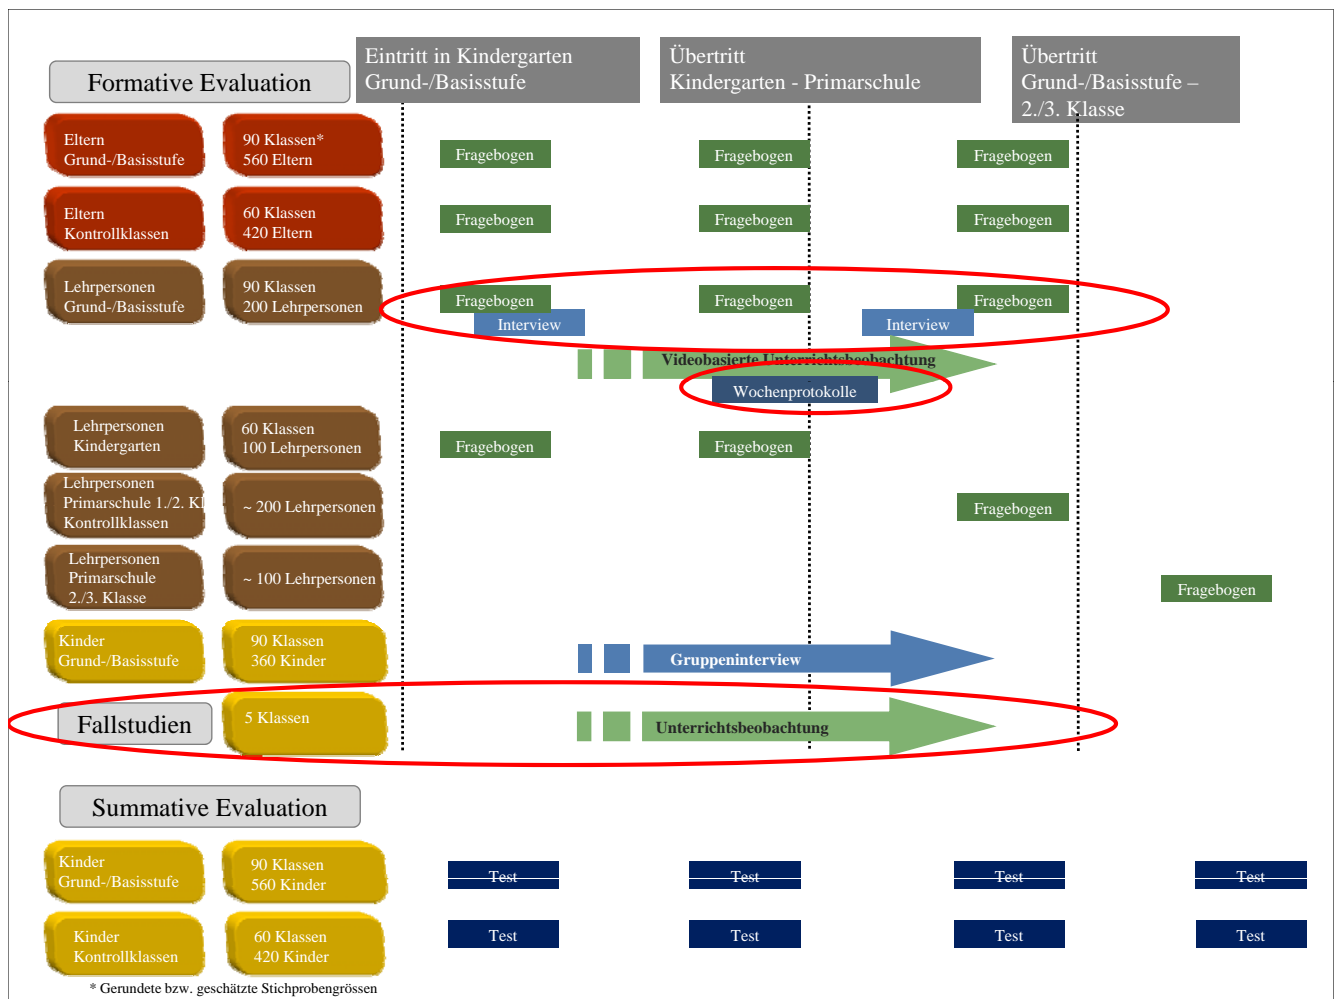 Eintritt in Kindergarten
Grund-/Basisstufe
Übertritt
Kindergarten - Primarschule
Übertritt
Grund-/Basisstufe –
2./3. Klasse
Formative Evaluation
Eltern
Grund-/Basisstufe
90 Klassen*
560 Eltern
Fragebogen
Fragebogen
Fragebogen
Eltern
Kontrollklassen
60 Klassen
420 Eltern
Fragebogen
Fragebogen
Fragebogen
Lehrpersonen
Grund-/Basisstufe
90 Klassen
200 Lehrpersonen
Fragebogen
Fragebogen
Fragebogen
Interview
Interview
Videobasierte Unterrichtsbeobachtung
Wochenprotokolle
Lehrpersonen
Kindergarten
60 Klassen
100 Lehrpersonen
Fragebogen
Fragebogen
Lehrpersonen
Primarschule 1./2. Kl
Kontrollklassen
~ 200 Lehrpersonen
Fragebogen
Lehrpersonen
Primarschule
2./3. Klasse
~ 100 Lehrpersonen
Fragebogen
Kinder
Grund-/Basisstufe
90 Klassen
360 Kinder
Gruppeninterview
Fallstudien
5 Klassen
Unterrichtsbeobachtung
Summative Evaluation
Kinder
Grund-/Basisstufe
90 Klassen
560 Kinder
Test
Test
Test
Test
Kinder
Kontrollklassen
60 Klassen
420 Kinder
Test
Test
Test
Test
* Gerundete bzw. geschätzte Stichprobengrössen